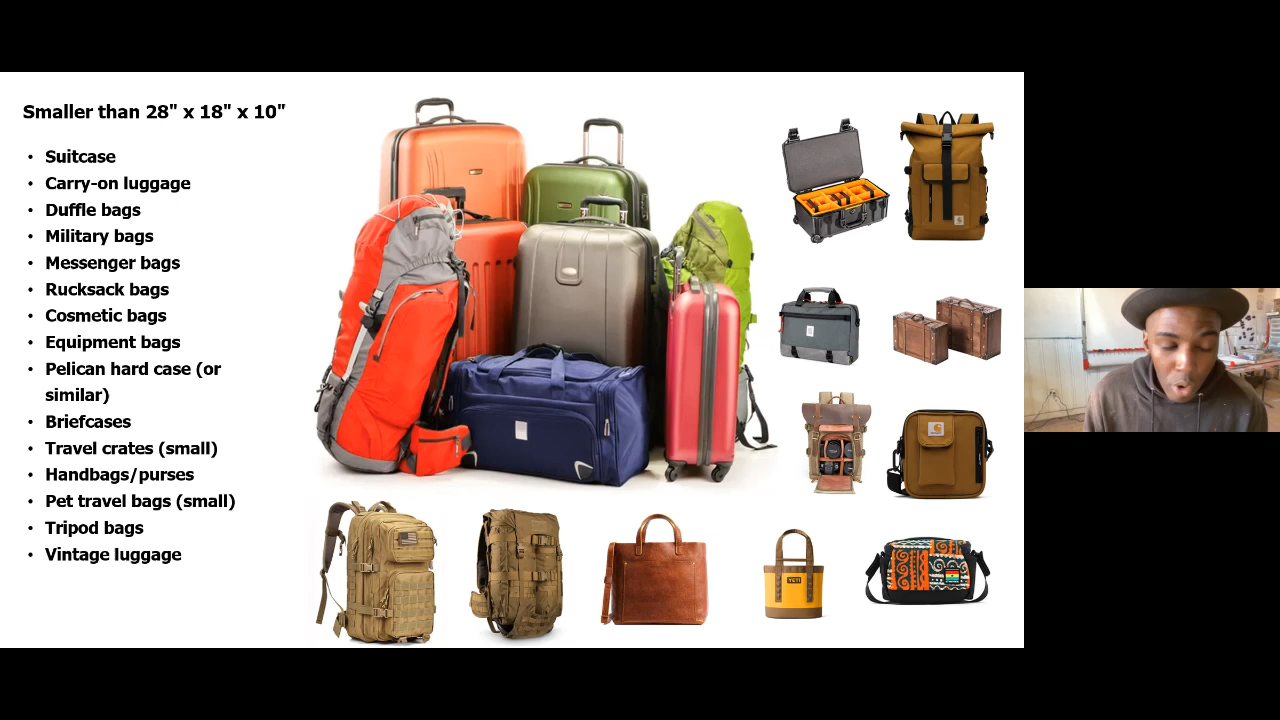 Smaller than 28" x 18" x 10"
• Suitcase
• Carry-on luggage
• Duffle bags
• Military bags
• Messenger bags
• Rucksack bags
• Cosmetic bags
• Equipment bags
• Pelican hard case (or
similar)
• Briefcases
• Travel crates (small)
• Handbags/purses
• Pet travel bags (small)
• Tripod bags
• Vintage luggage
YETI